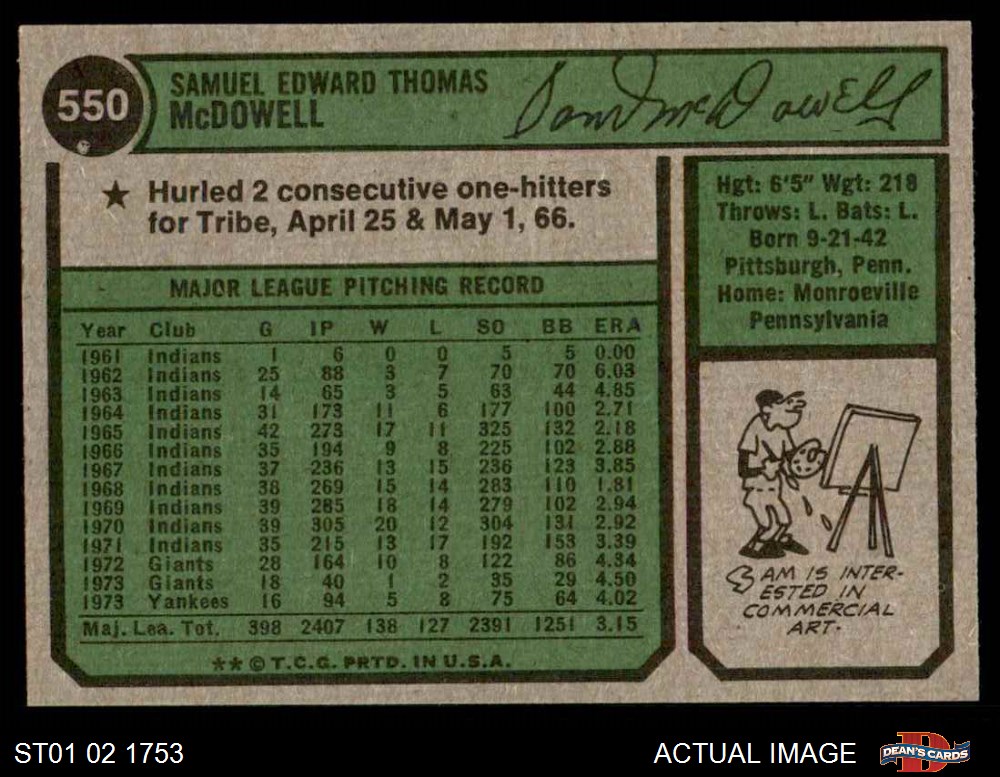 550
SAMUEL EDWARD THOMAS
McDOWELL
Sam McDowell
★ Hurled 2 consecutive one-hitters
for Tribe, April 25 & May 1, 66.
MAJOR LEAGUE PITCHING RECORD
Year Club G IP W L SO BB ERA
1961 Indians 1 6 0 0 5 5 0.00
1962 Indians 25 88 3 7 70 70 6.03
1963 Indians 14 65 3 5 63 44 4.85
1964 Indians 31 173 11 6 177 100 2.71
1965 Indians 42 273 17 11 325 132 2.18
1966 Indians 35 194 9 8 225 102 2.88
1967 Indians 37 236 13 15 236 123 3.85
1968 Indians 38 269 15 14 283 110 1.81
1969 Indians 39 285 18 14 279 102 2.94
1970 Indians 39 305 20 12 304 131 2.92
1971 Indians 35 215 13 17 192 153 3.39
1972 Giants 28 164 10 8 122 86 4.34
1973 Giants 18 40 1 2 35 29 4.50
1973 Yankees 16 94 5 8 75 64 4.02
Maj. Lea. Tot. 398 2407 138 127 2391 1251 3.15
** © T.C.G. PRTD. IN U.S.A.
Hgt: 6'5" Wgt: 218
Throws: L. Bats: L.
Born 9-21-42
Pittsburgh, Penn.
Home: Monroeville
Pennsylvania
SAM IS INTER-
ESTED IN
COMMERCIAL
ART.
ST01 02 1753
ACTUAL IMAGE
D
DEAN'S CARDS